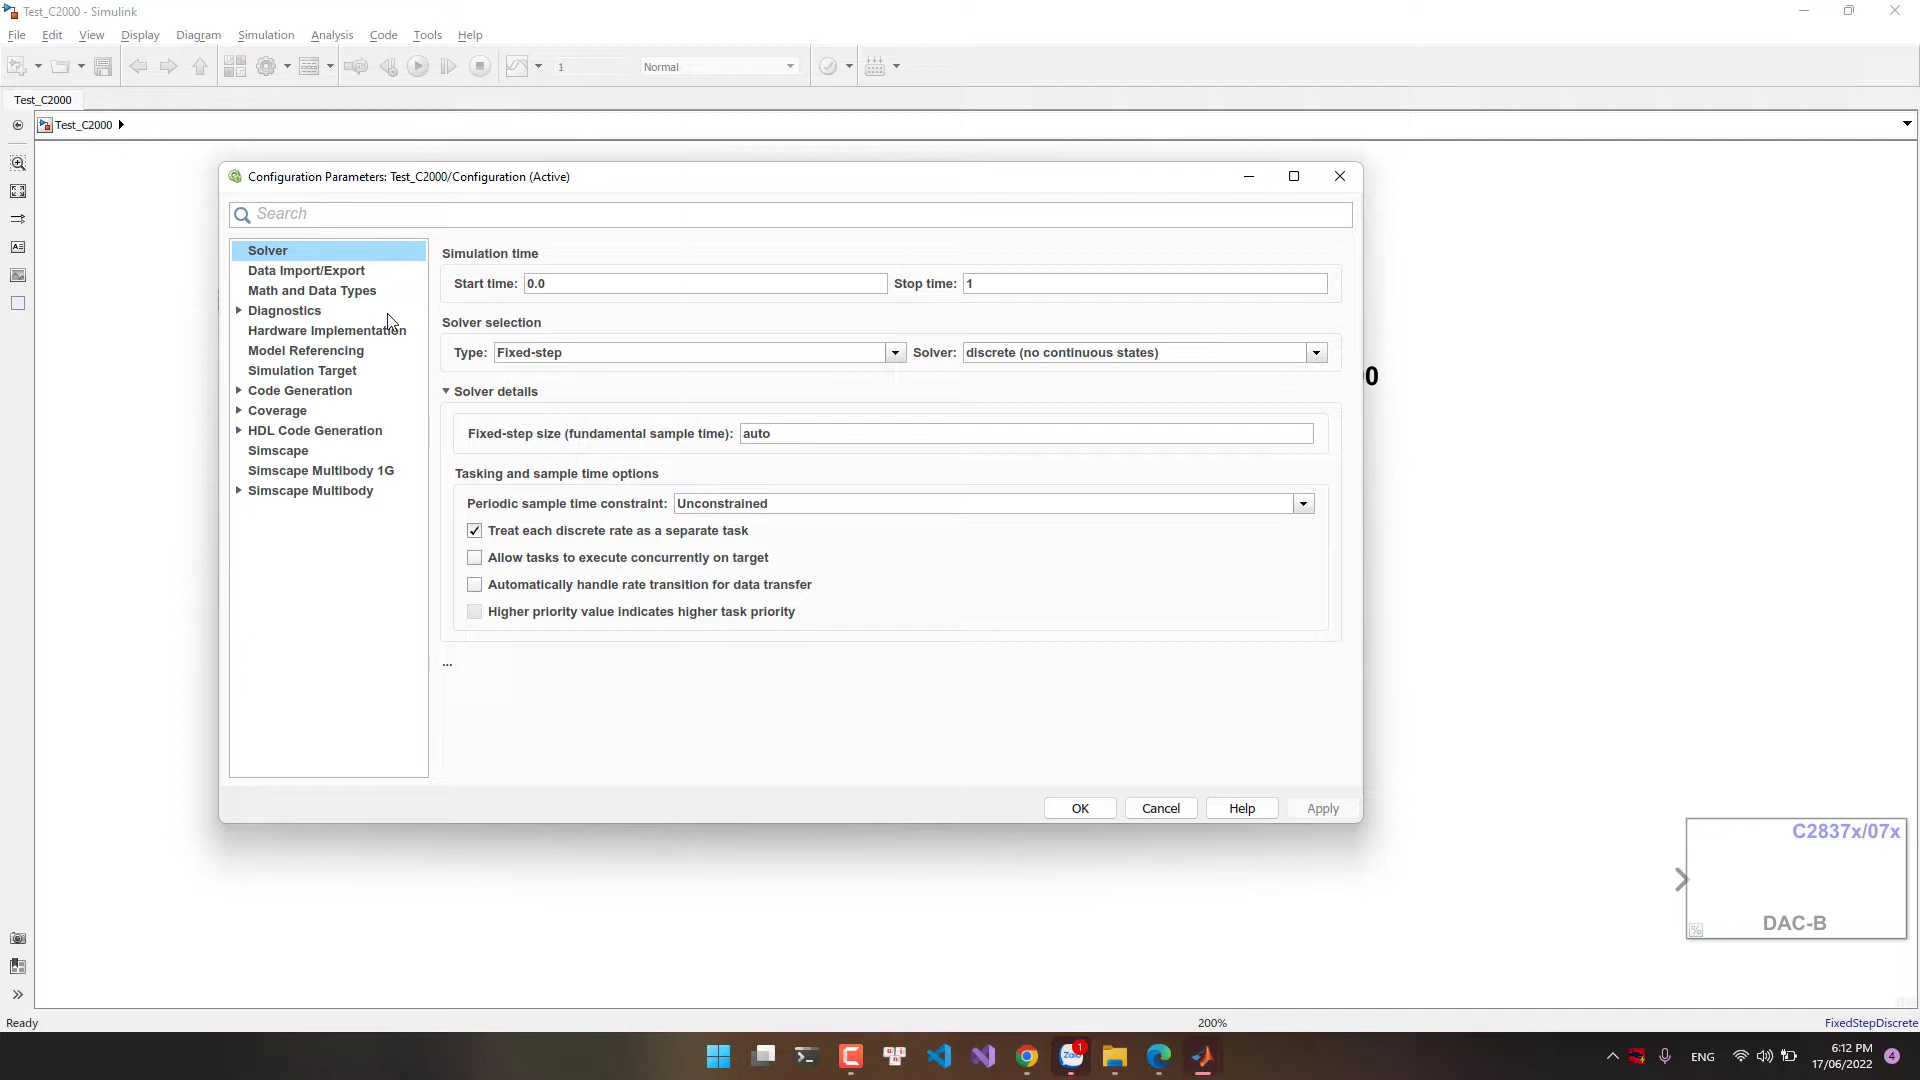 Test_C2000 - Simulink
File Edit View Display Diagram Simulation Analysis Code Tools Help
1 Normal
Test_C2000
Test_C2000
Configuration Parameters: Test_C2000/Configuration (Active)
Search
Solver
Data Import/Export
Math and Data Types
Diagnostics
Hardware Implementation
Model Referencing
Simulation Target
Code Generation
Coverage
HDL Code Generation
Simscape
Simscape Multibody 1G
Simscape Multibody
Simulation time
Start time: 0.0 Stop time: 1
Solver selection
Type: Fixed-step Solver: discrete (no continuous states)
Solver details
Fixed-step size (fundamental sample time): auto
Tasking and sample time options
Periodic sample time constraint: Unconstrained
Treat each discrete rate as a separate task
Allow tasks to execute concurrently on target
Automatically handle rate transition for data transfer
Higher priority value indicates higher task priority
...
OK Cancel Help Apply
0
C2837x/07x
DAC-B
Ready 200% FixedStepDiscrete
Zalo 1
ENG
6:12 PM
17/06/2022
4